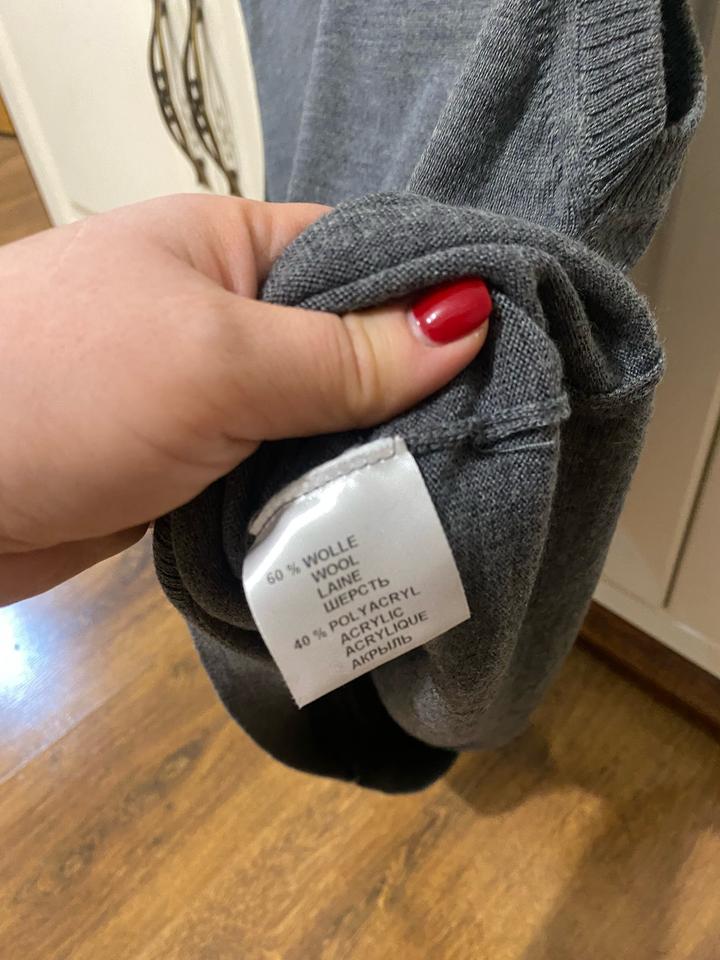 60 % WOLLE
WOOL
LAINE
ШЕРСТЬ
40 % POLYACRYL
ACRYLIC
ACRYLIQUE
АКРЫЛЬ